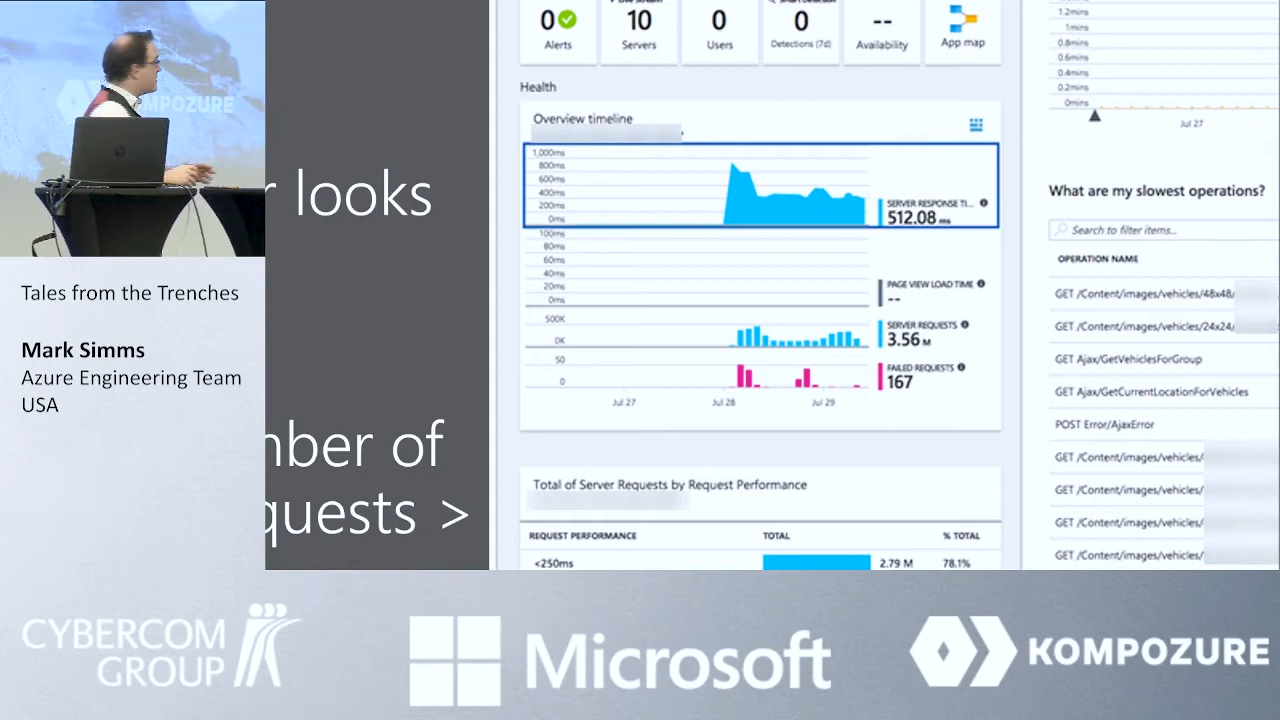 KOMPOZURE
Tales from the Trenches
Mark Simms
Azure Engineering Team
USA
looks
mber of
quests >
0
Alerts
10
Servers
0
Users
0
Detections (7d)
--
Availability
App map
Health
Overview timeline
1,000ms
800ms
600ms
400ms
200ms
0ms
SERVER RESPONSE TI...
512.08 ms
100ms
80ms
60ms
40ms
20ms
0ms
PAGE VIEW LOAD TIME
--
500K
0K
SERVER REQUESTS
3.56 M
50
0
FAILED REQUESTS
167
Jul 27
Jul 28
Jul 29
Total of Server Requests by Request Performance
REQUEST PERFORMANCE TOTAL % TOTAL
<250ms 2.79 M 78.1%
1.2mins
1mins
0.8mins
0.6mins
0.4mins
0.2mins
0mins
Jul 27
What are my slowest operations?
Search to filter items...
OPERATION NAME
GET /Content/images/vehicles/48x48/
GET /Content/images/vehicles/24x24/
GET Ajax/GetVehiclesForGroup
GET Ajax/GetCurrentLocationForVehicles
POST Error/AjaxError
GET /Content/images/vehicles/
GET /Content/images/vehicles/
GET /Content/images/vehicles/
GET /Content/images/vehicles/
CYBERCOM
GROUP
Microsoft
KOMPOZURE